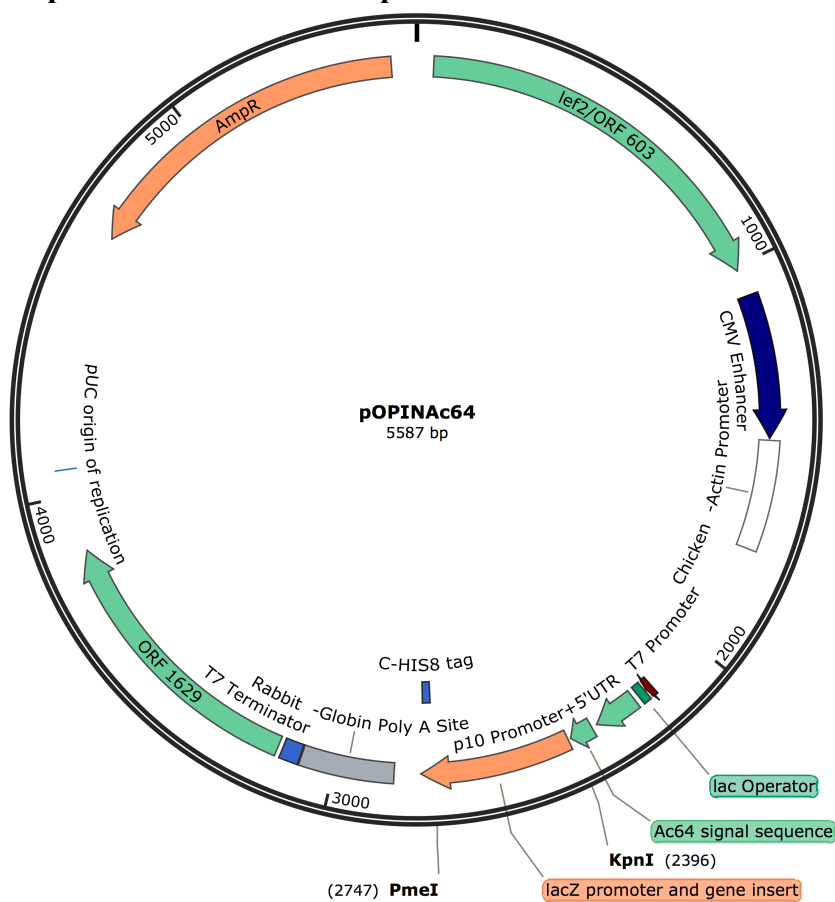 AmpR
lef2/ORF 603
5000
1000
CMV Enhancer
pOPINAc64
5587 bp
pUC origin of replication
Chicken -Actin Promoter
4000
T7 Promoter
2000
C-HIS8 tag
ORF 1629
T7 Terminator
Rabbit -Globin Poly A Site
p10 Promoter+5'UTR
3000
lac Operator
Ac64 signal sequence
KpnI (2396)
(2747) PmeI
lacZ promoter and gene insert